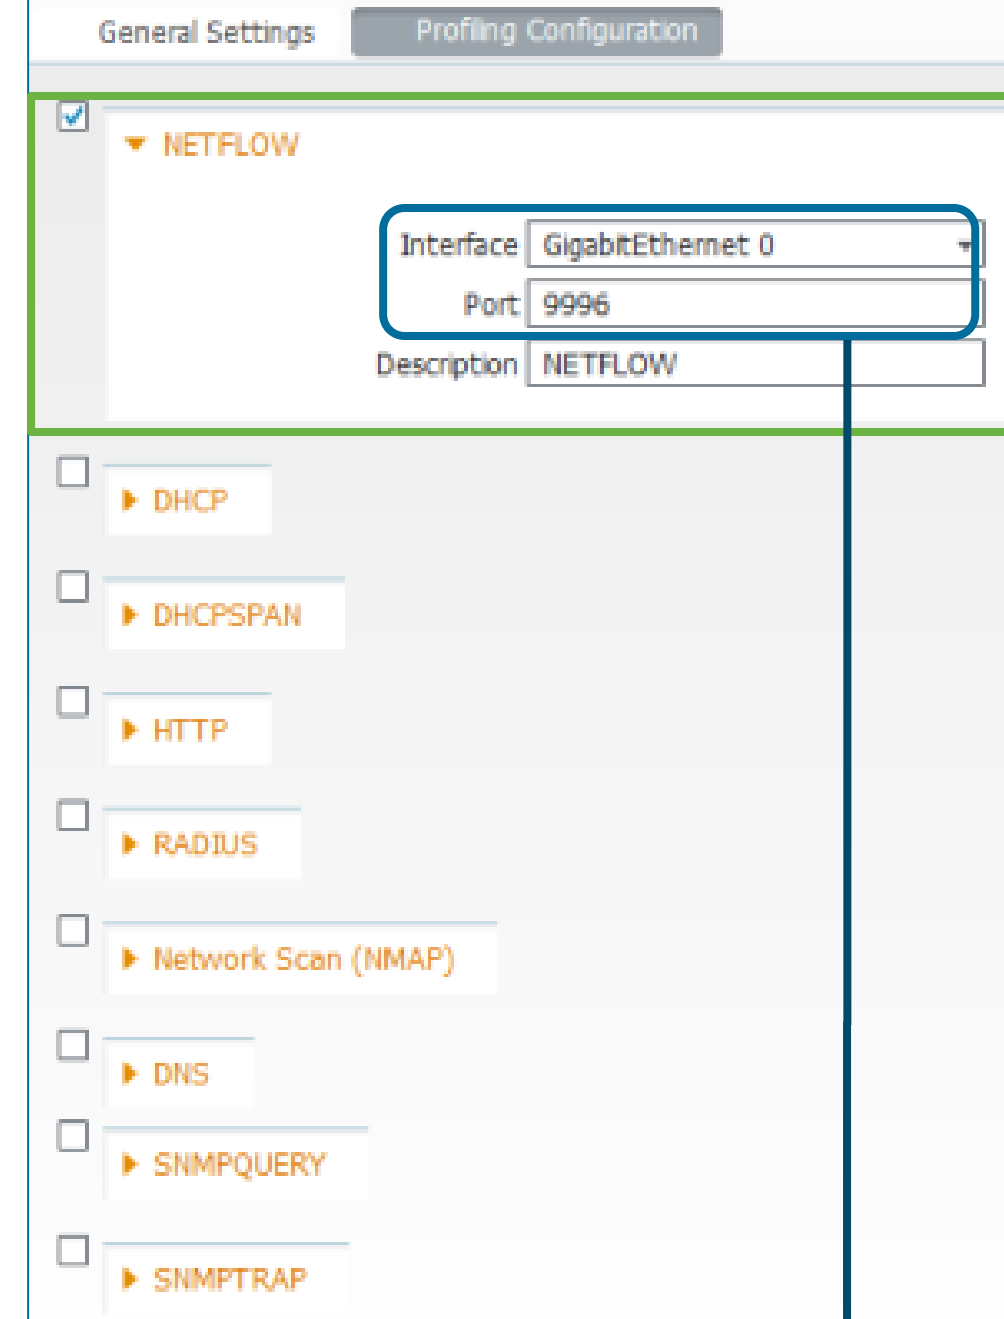 General Settings Profiling Configuration
NETFLOW
Interface GigabitEthernet 0
Port 9996
Description NETFLOW
DHCP
DHCPSPAN
HTTP
RADIUS
Network Scan (NMAP)
DNS
SNMPQUERY
SNMPTRAP